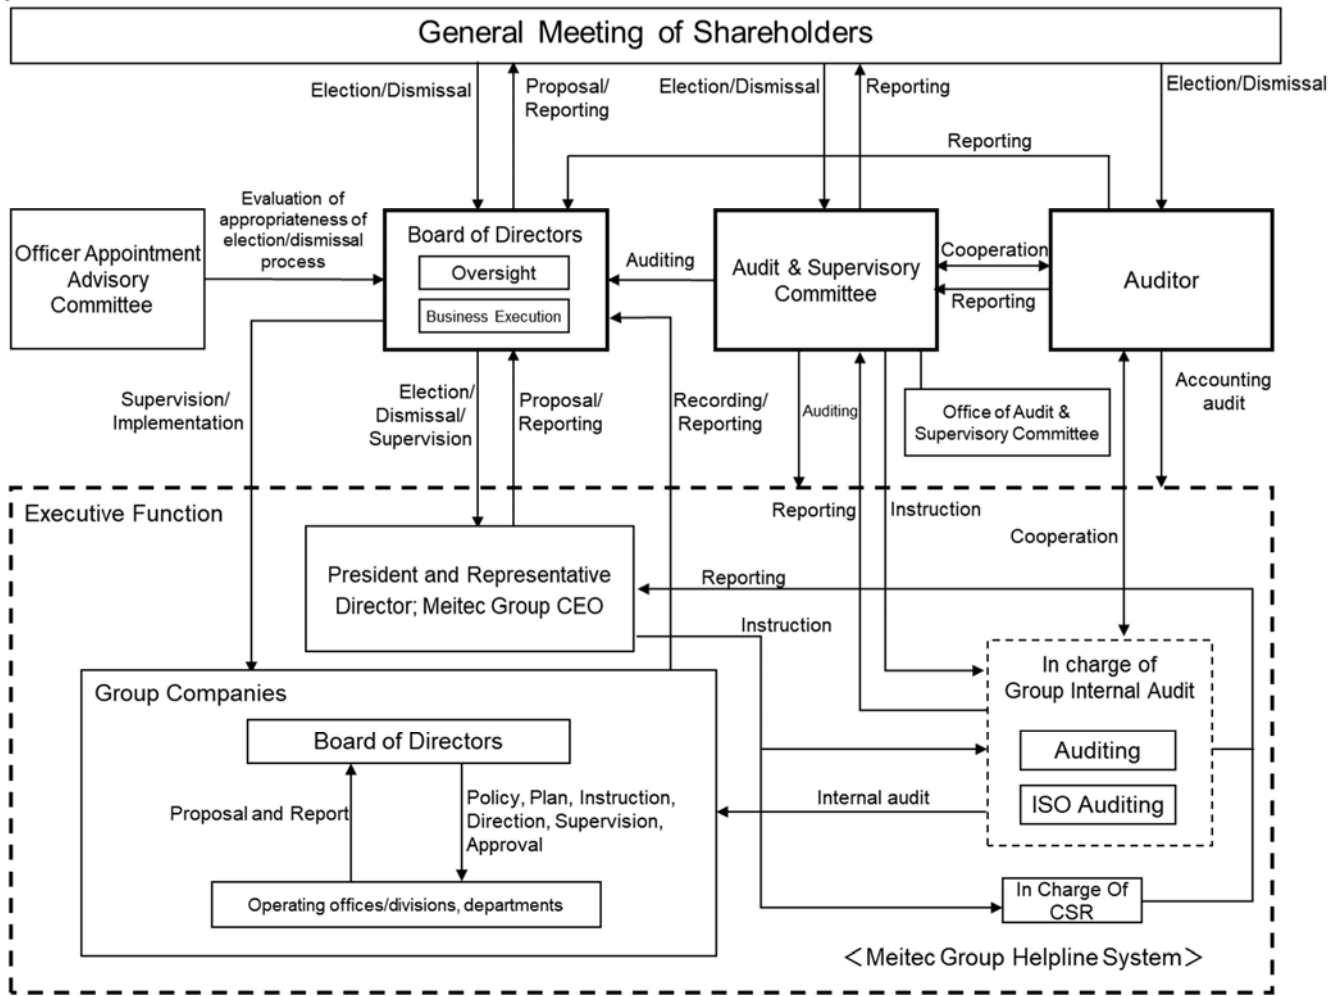 General Meeting of Shareholders
Election/Dismissal
Proposal/
Reporting
Election/Dismissal
Reporting
Election/Dismissal
Reporting
Officer Appointment
Advisory
Committee
Evaluation of
appropriateness of
election/dismissal
process
Board of Directors
Oversight
Business Execution
Auditing
Audit & Supervisory
Committee
Cooperation
Reporting
Auditor
Supervision/
Implementation
Election/
Dismissal/
Supervision
Proposal/
Reporting
Recording/
Reporting
Auditing
Office of Audit &
Supervisory Committee
Accounting
audit
Executive Function
Reporting
Instruction
Cooperation
President and Representative
Director; Meitec Group CEO
Reporting
Instruction
In charge of
Group Internal Audit
Auditing
ISO Auditing
Group Companies
Board of Directors
Proposal and Report
Policy, Plan, Instruction,
Direction, Supervision,
Approval
Internal audit
Operating offices/divisions, departments
In Charge Of
CSR
＜Meitec Group Helpline System＞